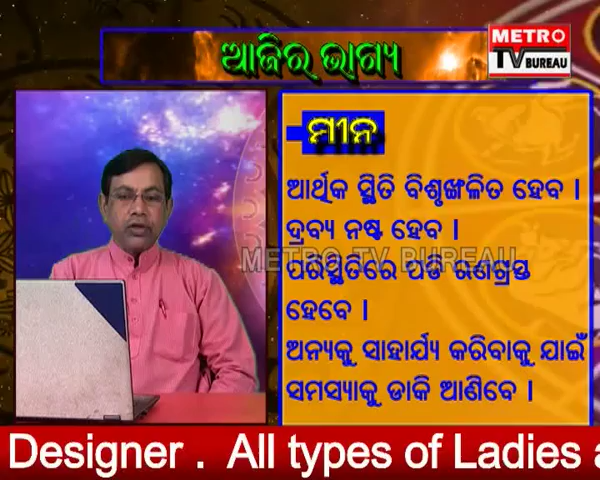 ଆଜିର ଭାଗ୍ୟ
METRO
TV BUREAU
ମୀନ
ଆର୍ଥିକ ସ୍ଥିତି ବିଶୃଙ୍ଖଳିତ ହେବ ।
ଦ୍ରବ୍ୟ ନଷ୍ଟ ହେବ ।
METRO TV BUREAU
ପରିସ୍ଥିତିରେ ପଡି ଋଣଗ୍ରସ୍ତ
ହେବେ ।
ଅନ୍ୟକୁ ସାହାର୍ଯ୍ୟ କରିବାକୁ ଯାଇଁ
ସମସ୍ୟାକୁ ଡାକି ଆଣିବେ ।
Designer . All types of Ladies a